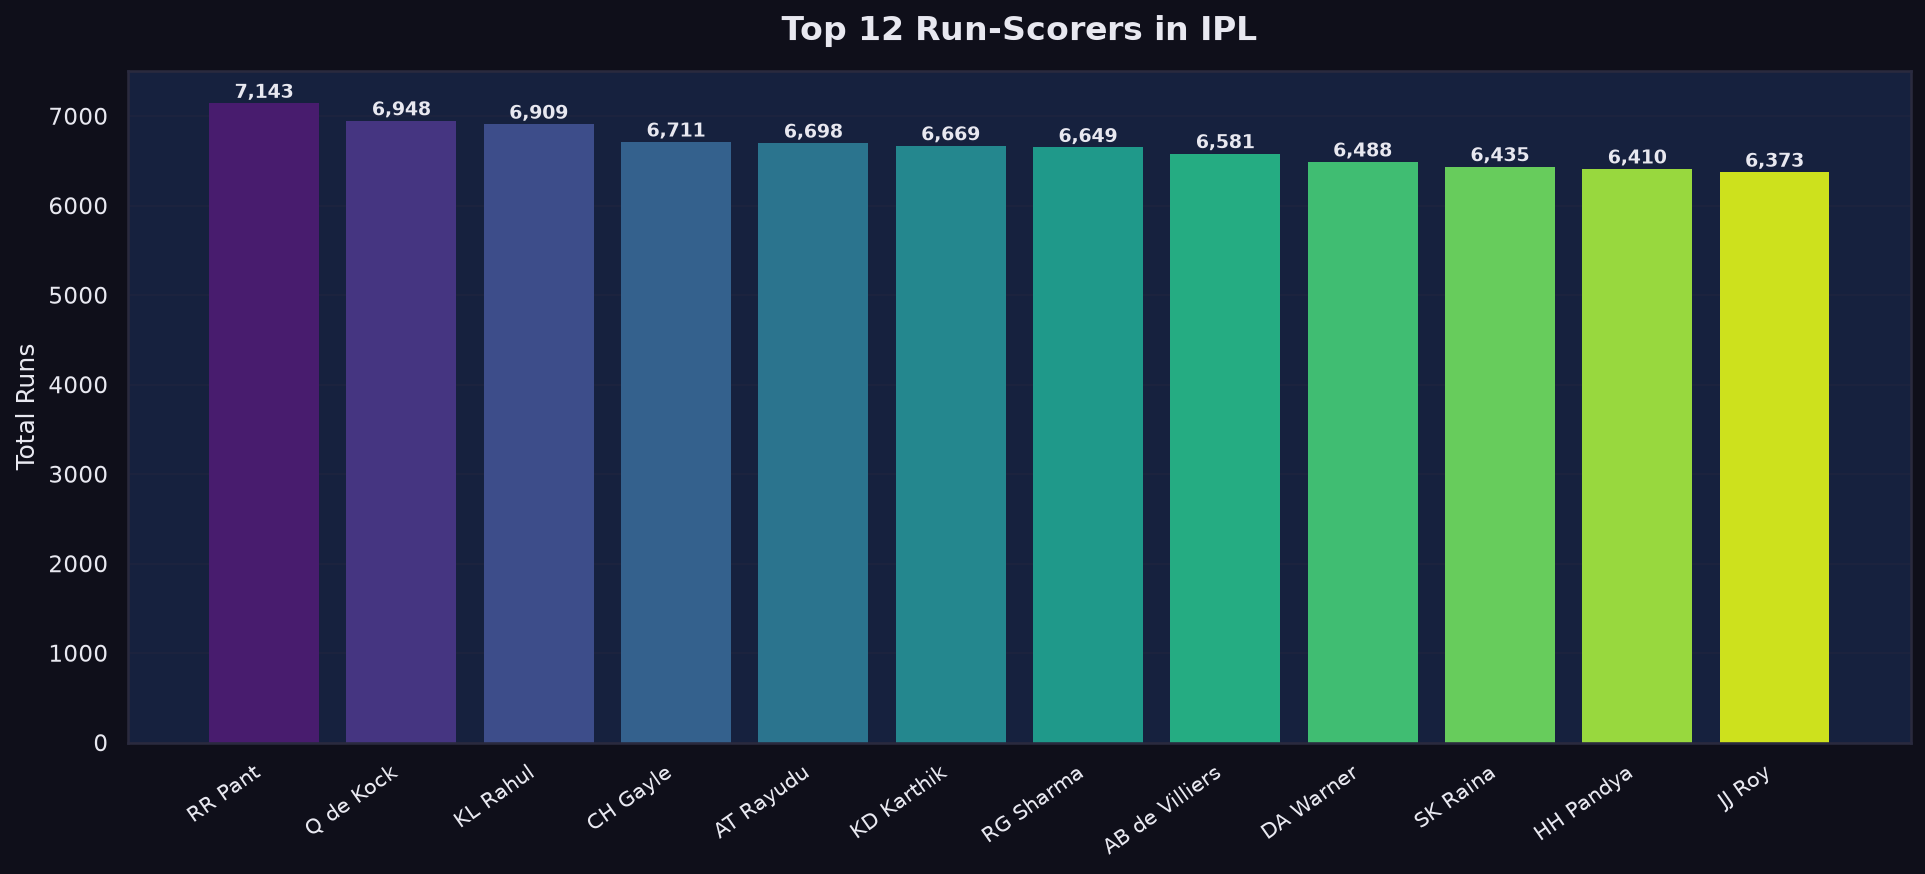 Top 12 Run-Scorers in IPL
Total Runs
7000
6000
5000
4000
3000
2000
1000
0
7,143
6,948
6,909
6,711
6,698
6,669
6,649
6,581
6,488
6,435
6,410
6,373
RR Pant
Q de Kock
KL Rahul
CH Gayle
AT Rayudu
KD Karthik
RG Sharma
AB de Villiers
DA Warner
SK Raina
HH Pandya
JJ Roy